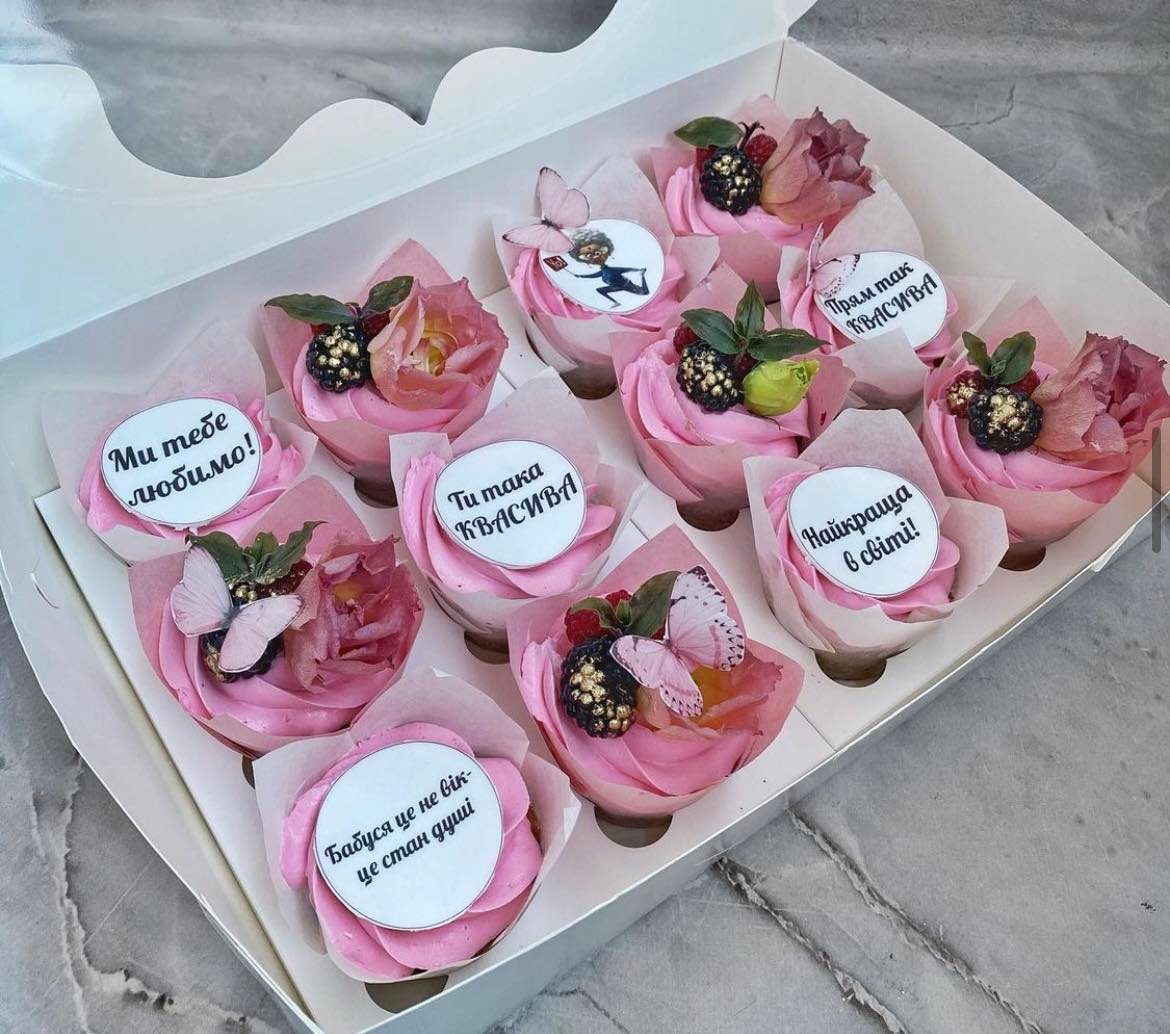 Прям так
КВАСИВА
Ми тебе
любимо!
Ти така
КВАСИВА
Найкраща
в світі!
Бабуся це не вік-
це стан душі